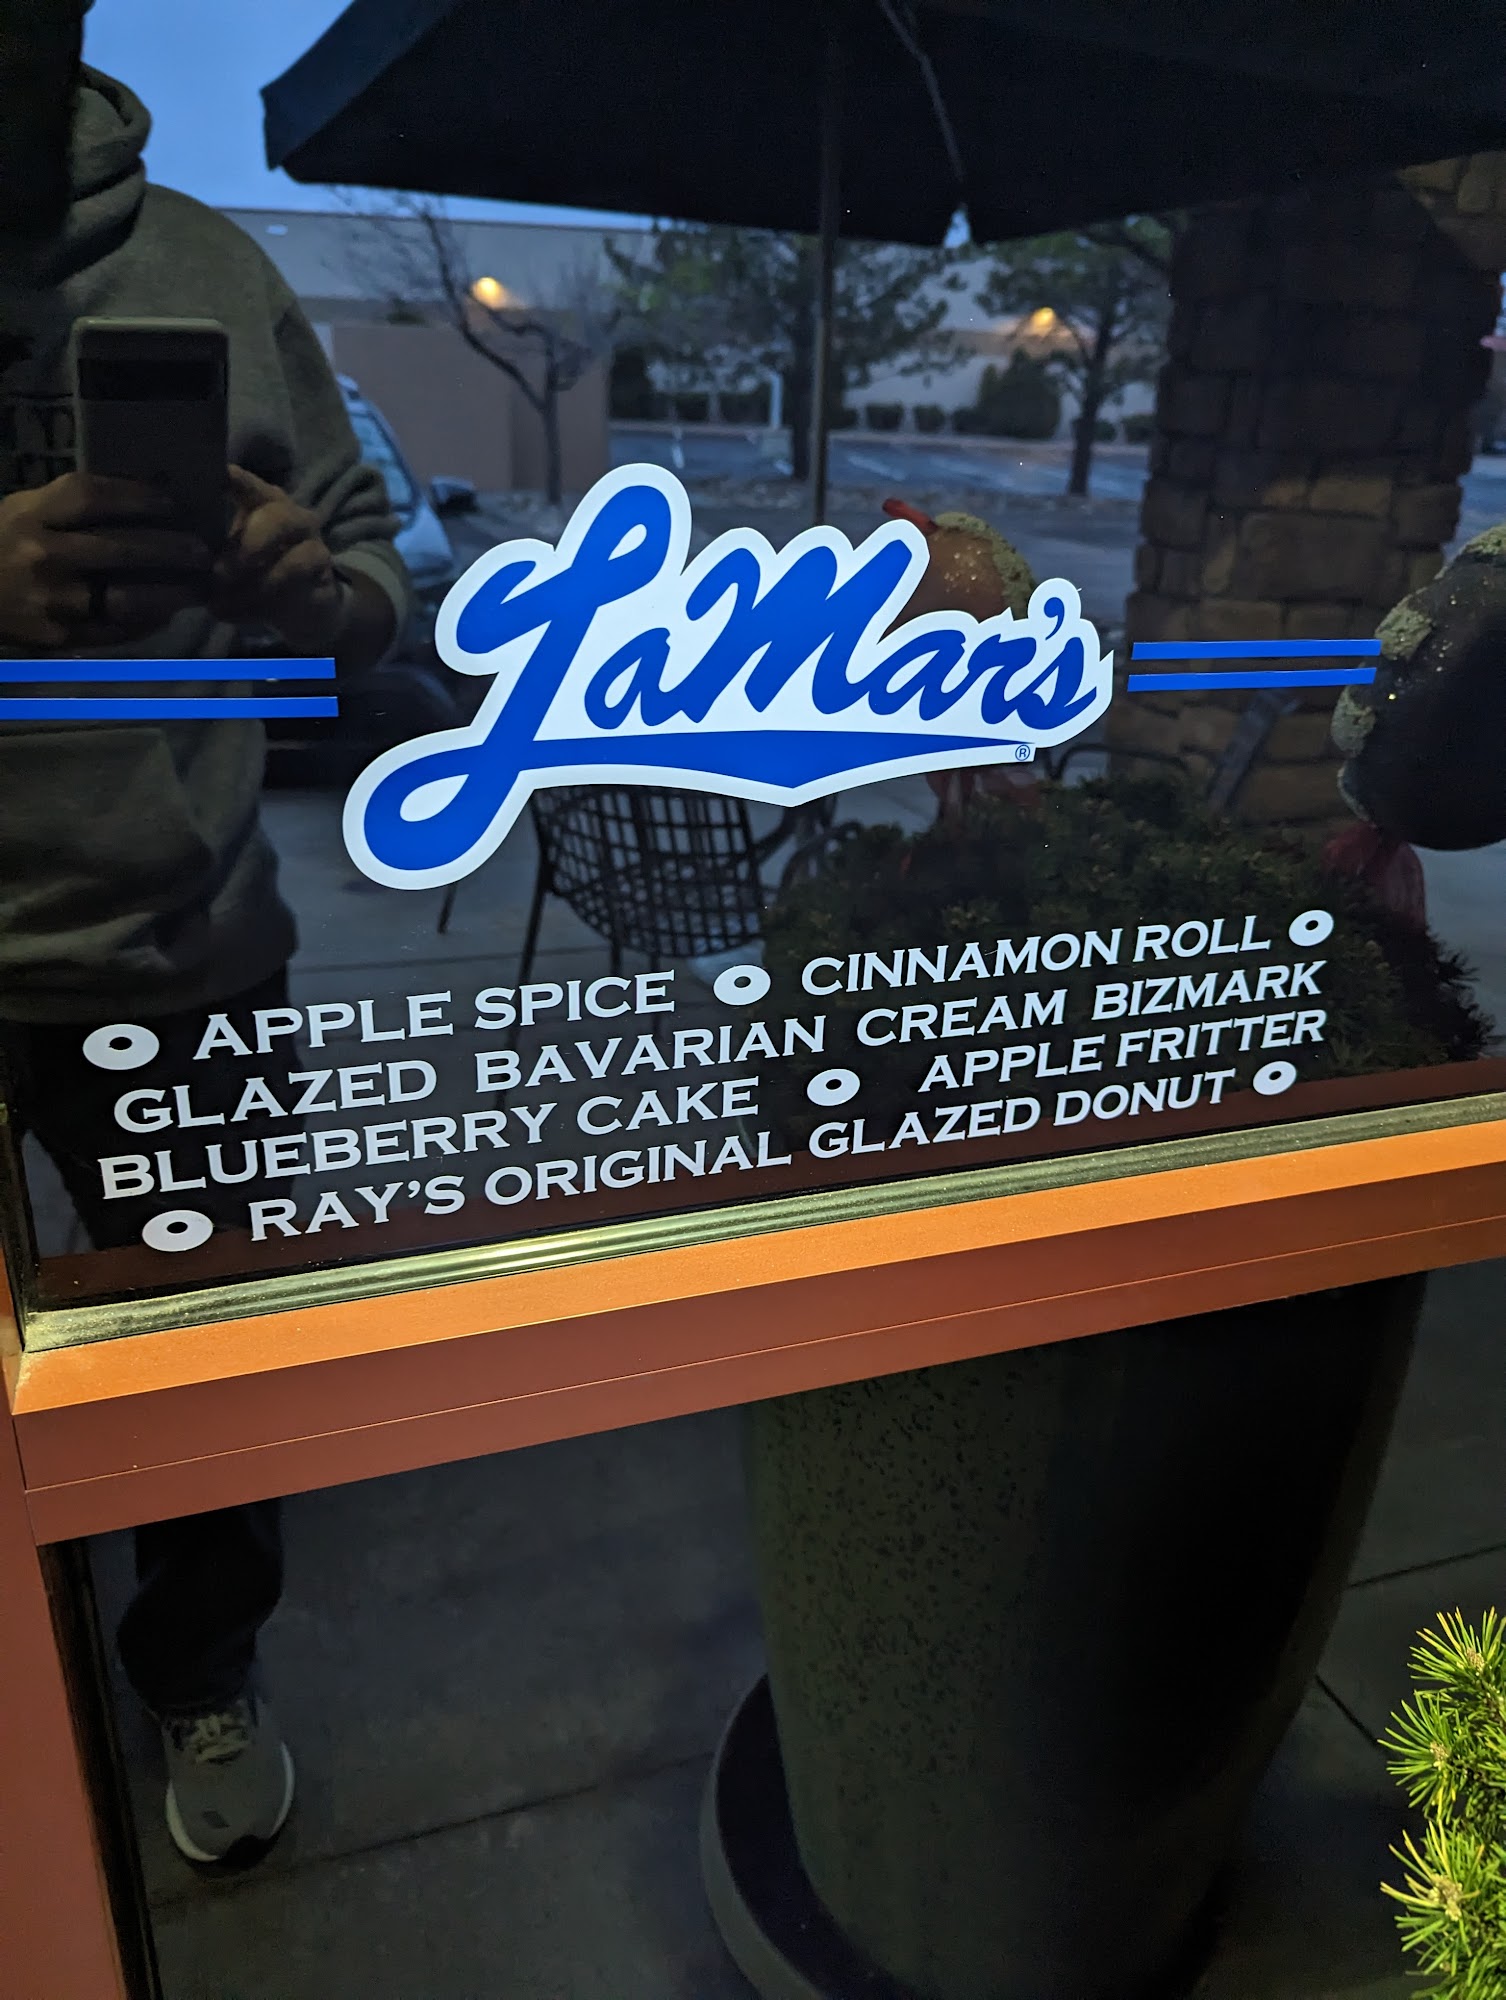 LaMar's
®
APPLE SPICE CINNAMON ROLL
GLAZED BAVARIAN CREAM BIZMARK
BLUEBERRY CAKE APPLE FRITTER
RAY'S ORIGINAL GLAZED DONUT